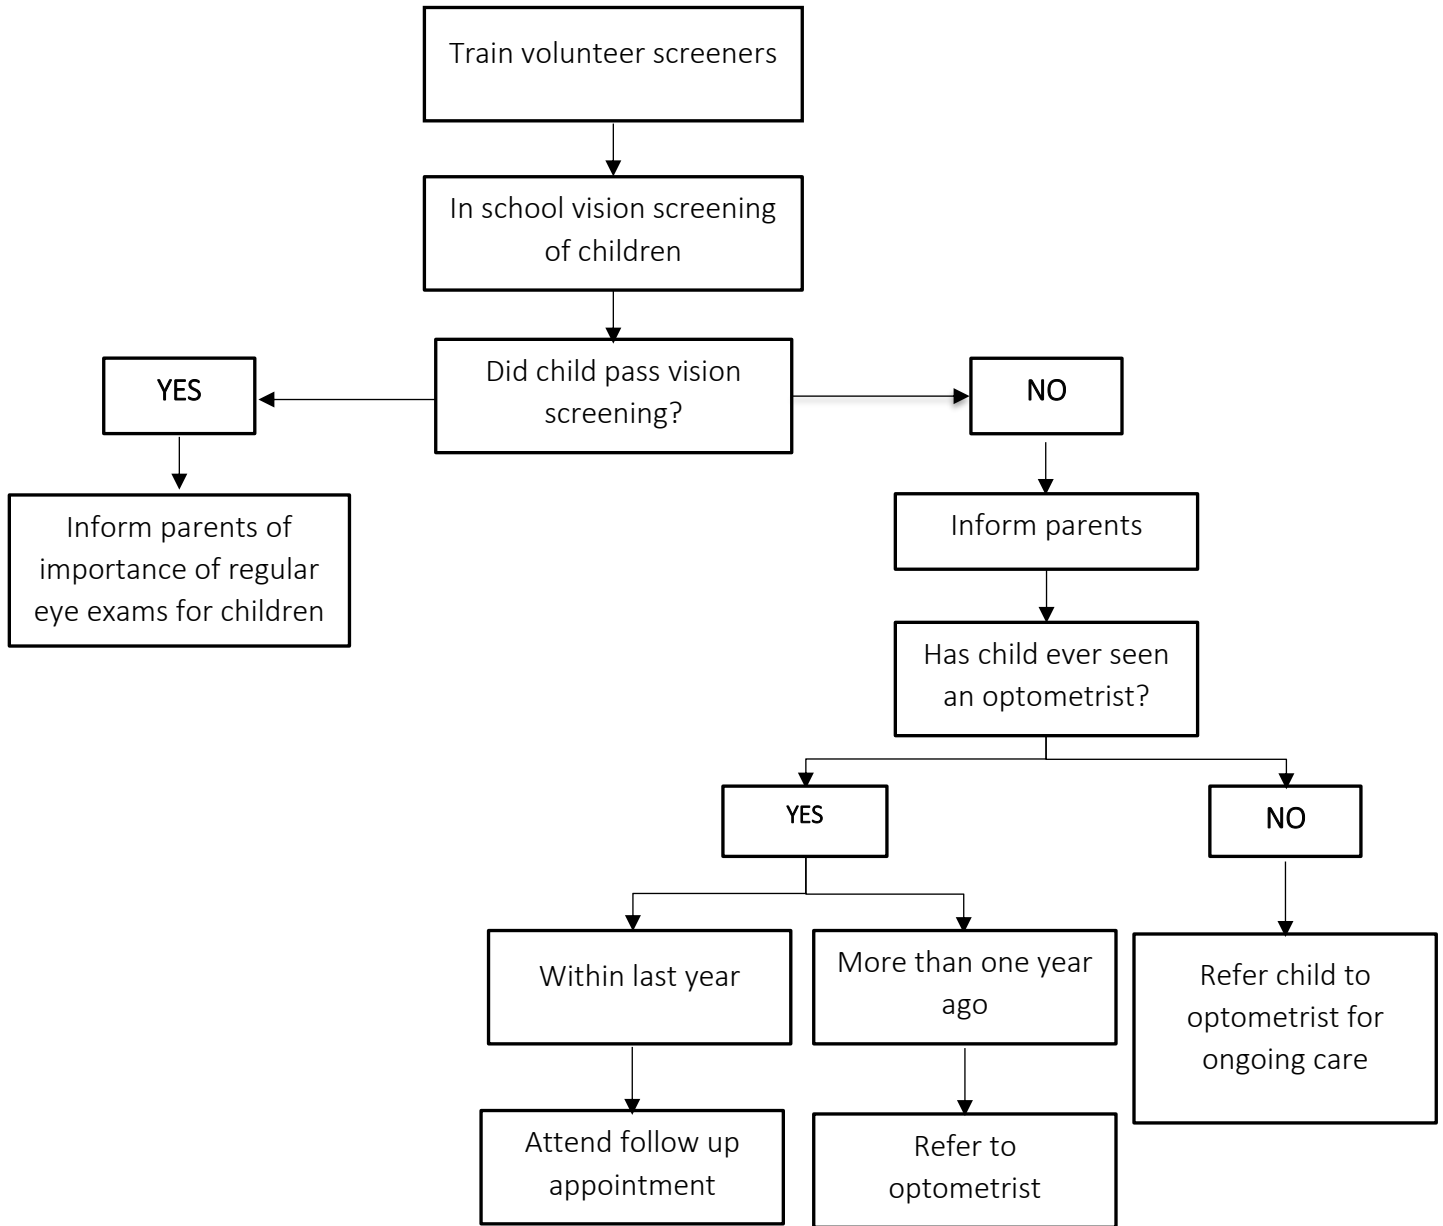 Train volunteer screeners
In school vision screening
of children
Did child pass vision
screening?
YES
NO
Inform parents of
importance of regular
eye exams for children
Inform parents
Has child ever seen
an optometrist?
YES
NO
Within last year
More than one year
ago
Refer child to
optometrist for
ongoing care
Attend follow up
appointment
Refer to
optometrist